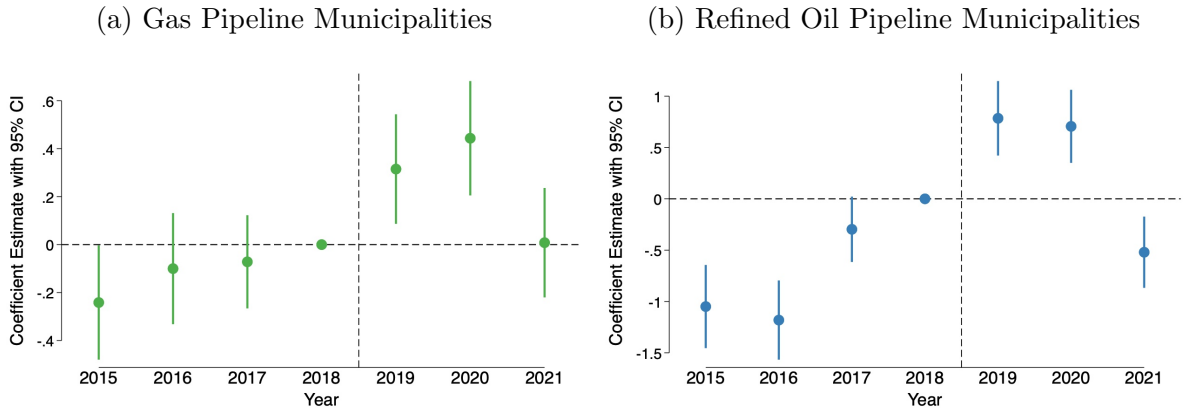 (a) Gas Pipeline Municipalities
Coefficient Estimate with 95% CI
.6
.4
.2
0
-.2
-.4
2015 2016 2017 2018 2019 2020 2021
Year
(b) Refined Oil Pipeline Municipalities
Coefficient Estimate with 95% CI
1
.5
0
-.5
-1
-1.5
2015 2016 2017 2018 2019 2020 2021
Year